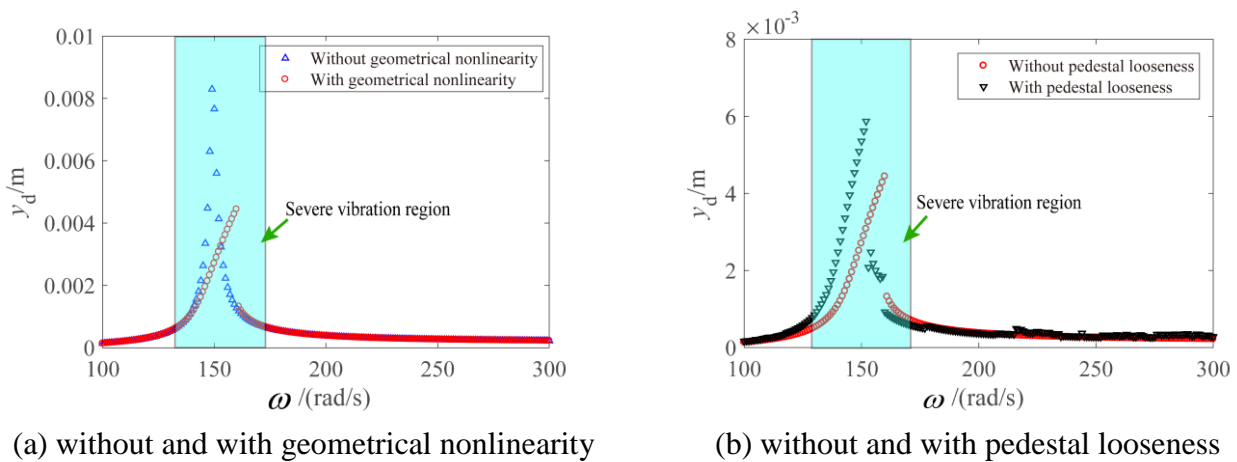 0.01
0.008
0.006
0.004
0.002
0
y_d/m
Without geometrical nonlinearity
With geometrical nonlinearity
Severe vibration region
100 150 200 250 300
ω /(rad/s)
(a) without and with geometrical nonlinearity
×10⁻³
8
6
4
2
0
y_d/m
Without pedestal looseness
With pedestal looseness
Severe vibration region
100 150 200 250 300
ω /(rad/s)
(b) without and with pedestal looseness